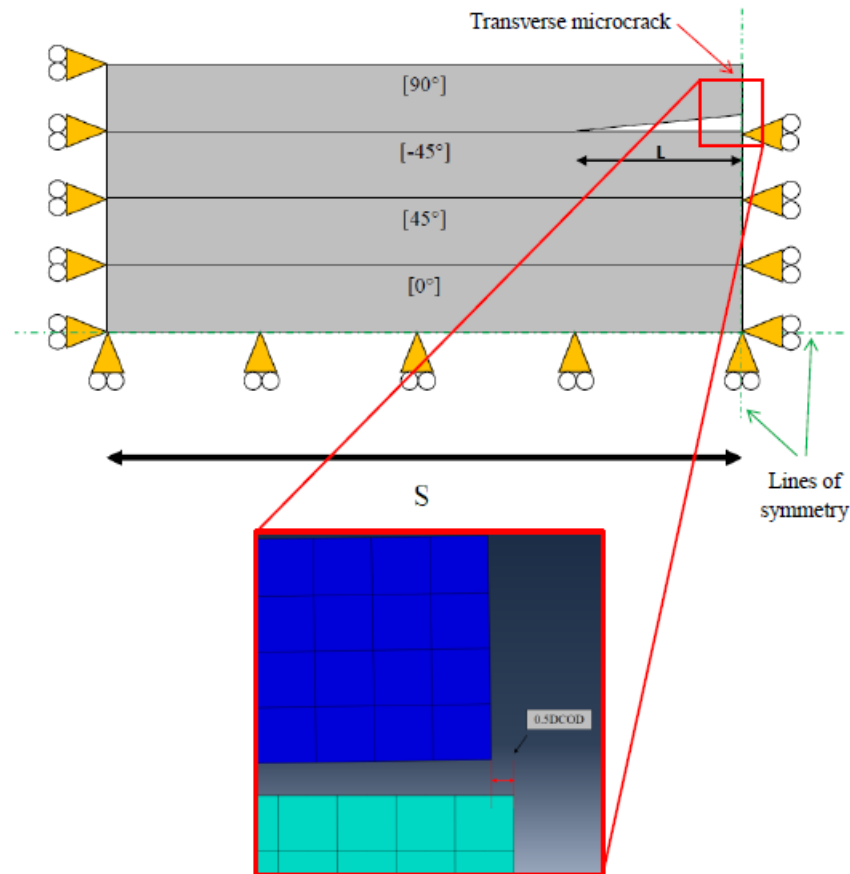 Transverse microcrack
[90°]
[-45°]
L
[45°]
[0°]
S
Lines of
symmetry
0.5DCOD